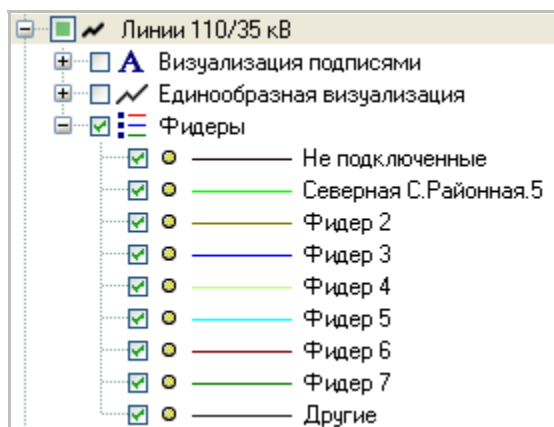 Линии 110/35 кВ
Визуализация подписями
Единообразная визуализация
Фидеры
Не подключенные
Северная С.Районная.5
Фидер 2
Фидер 3
Фидер 4
Фидер 5
Фидер 6
Фидер 7
Другие